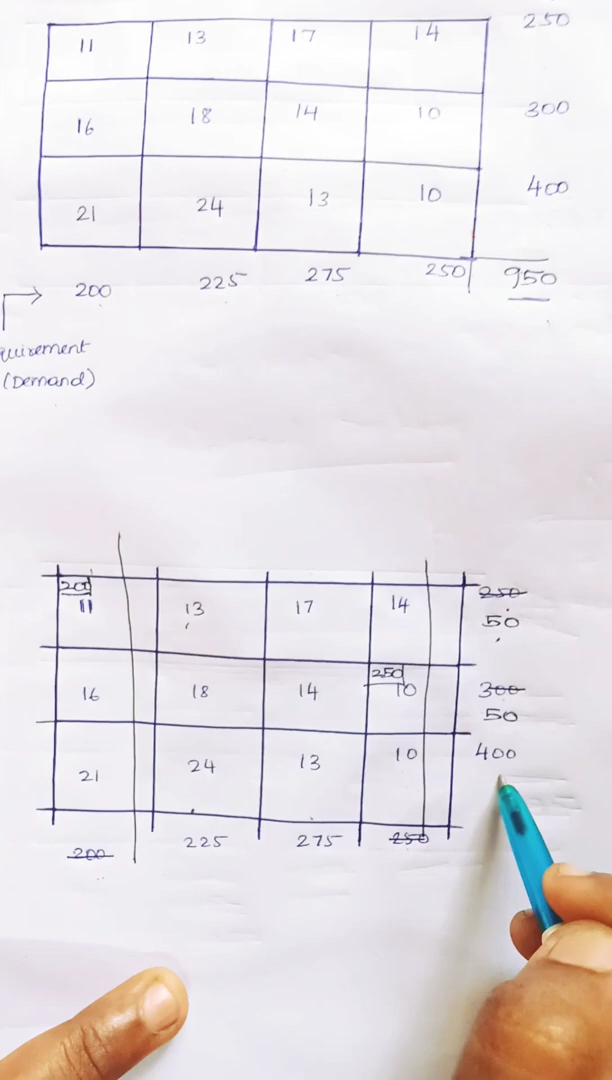 250
11 13 17 14
16 18 14 10 300
21 24 13 10 400
200 225 275 250 950
quirement
(Demand)
200 250
11 13 17 14 50
250 300
16 18 14 10 50
21 24 13 10 400
200 225 275 250